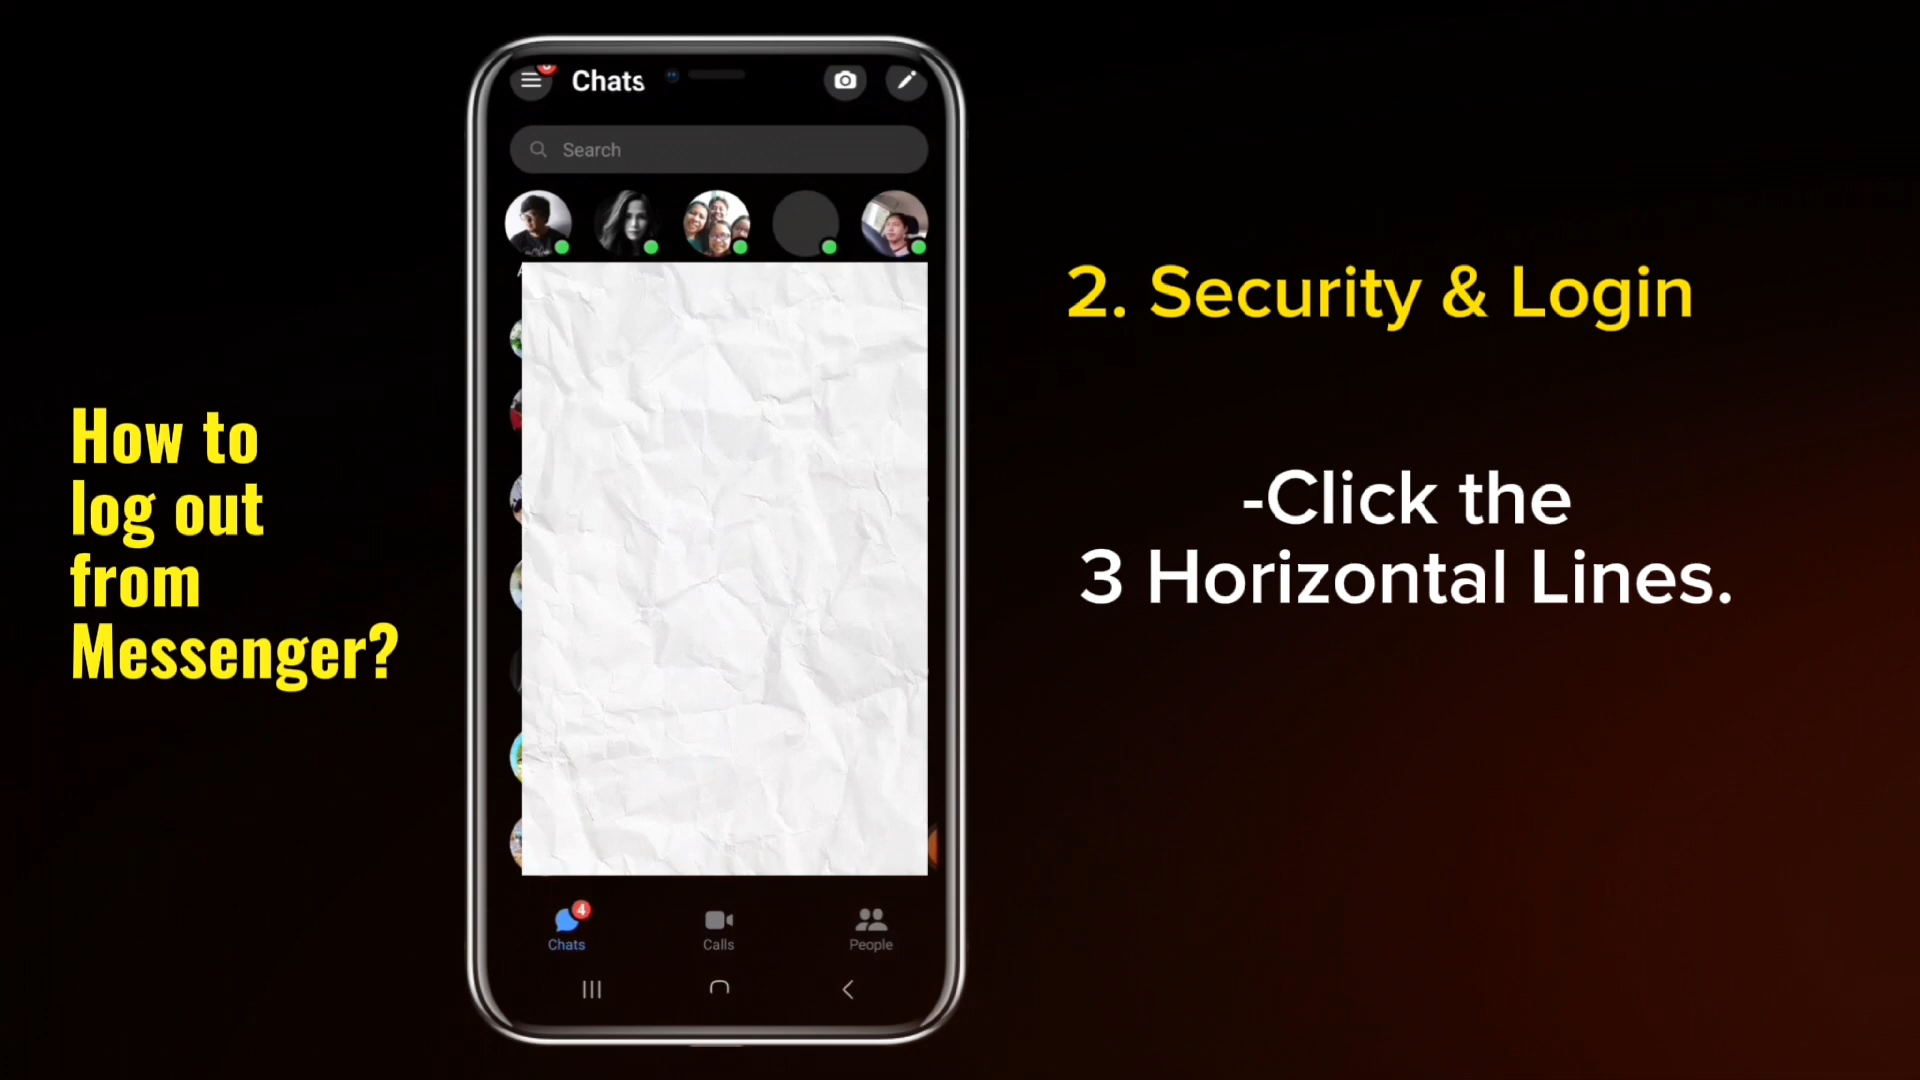 How to
log out
from
Messenger?
Chats
Search
4
Chats
Calls
People
2. Security & Login
-Click the
3 Horizontal Lines.